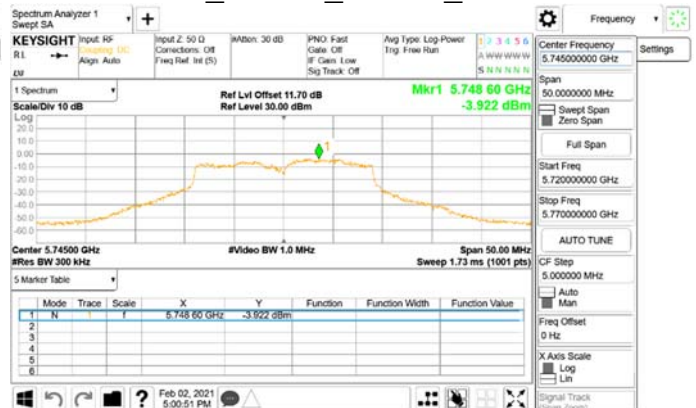 Spectrum Analyzer 1
Swept SA
+
Frequency
KEYSIGHT
Input: RF
Coupling: DC
Align: Auto
Input Z: 50 Ω
Corrections: Off
Freq Ref: Int (S)
#Atten: 30 dB
PNO: Fast
Gate: Off
IF Gain: Low
Sig Track: Off
Avg Type: Log-Power
Trig: Free Run
1 2 3 4 5 6
A W W W W W
S N N N N N
RL
Center Frequency
5.745000000 GHz
Settings
Span
50.0000000 MHz
Swept Span
Zero Span
Full Span
Start Freq
5.720000000 GHz
Stop Freq
5.770000000 GHz
AUTO TUNE
CF Step
5.000000 MHz
Auto
Man
Freq Offset
0 Hz
X Axis Scale
Log
Lin
Signal Track
1 Spectrum
Scale/Div 10 dB
Ref Lvl Offset 11.70 dB
Ref Level 30.00 dBm
Mkr1 5.748 60 GHz
-3.922 dBm
Log
20.0
10.0
0.00
-10.0
-20.0
-30.0
-40.0
-50.0
-60.0
1
Center 5.74500 GHz
#Res BW 300 kHz
#Video BW 1.0 MHz
Span 50.00 MHz
Sweep 1.73 ms (1001 pts)
5 Marker Table
Mode Trace Scale X Y Function Function Width Function Value
1 N 1 f 5.748 60 GHz -3.922 dBm
2
3
4
5
6
?
Feb 02, 2021
5:00:51 PM